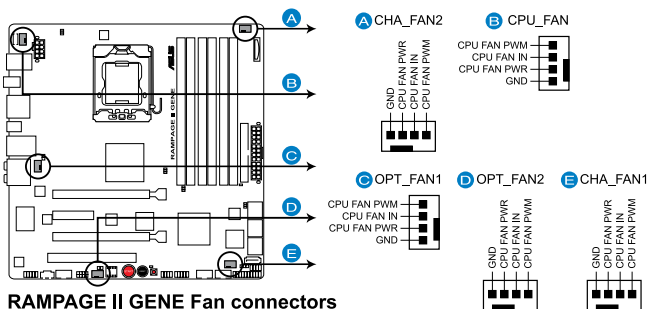 A
B
C
D
E
ASUS
RAMPAGE II GENE
A CHA_FAN2
GND
CPU FAN PWR
CPU FAN IN
CPU FAN PWM
B CPU_FAN
CPU FAN PWM
CPU FAN IN
CPU FAN PWR
GND
C OPT_FAN1
CPU FAN PWM
CPU FAN IN
CPU FAN PWR
GND
D OPT_FAN2
GND
CPU FAN PWR
CPU FAN IN
CPU FAN PWM
E CHA_FAN1
GND
CPU FAN PWR
CPU FAN IN
CPU FAN PWM
RAMPAGE II GENE Fan connectors